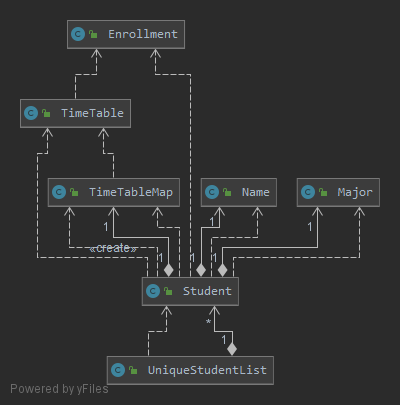 Enrollment
TimeTable
TimeTableMap
Name
Major
1
1
1
«create»
1
1
1
Student
*
1
UniqueStudentList
Powered by yFiles